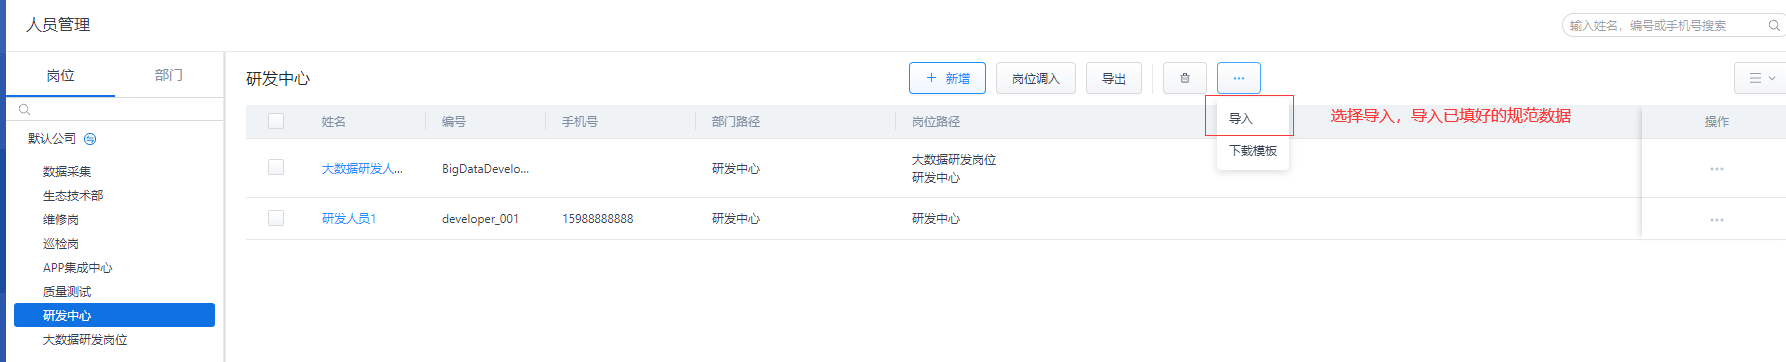 人员管理
输入姓名，编号或手机号搜索
岗位
部门
研发中心
新增
岗位调入
导出
导入
下载模板
选择导入，导入已填好的规范数据
默认公司
数据采集
生态技术部
维修岗
巡检岗
APP集成中心
质量测试
研发中心
大数据研发岗位
姓名
编号
手机号
部门路径
岗位路径
操作
大数据研发人...
BigDataDevelo...
研发中心
大数据研发岗位
研发中心
研发人员1
developer_001
15988888888
研发中心
研发中心